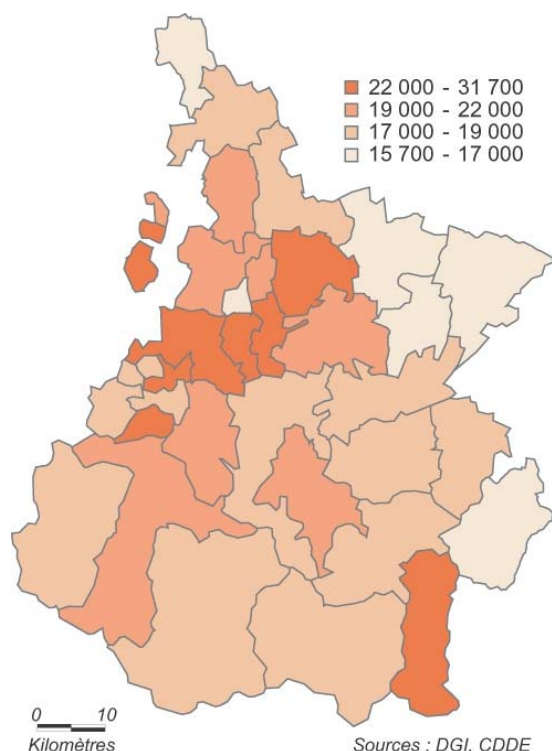 22 000 - 31 700
19 000 - 22 000
17 000 - 19 000
15 700 - 17 000
0 10
Kilomètres
Sources : DGI, CDDE